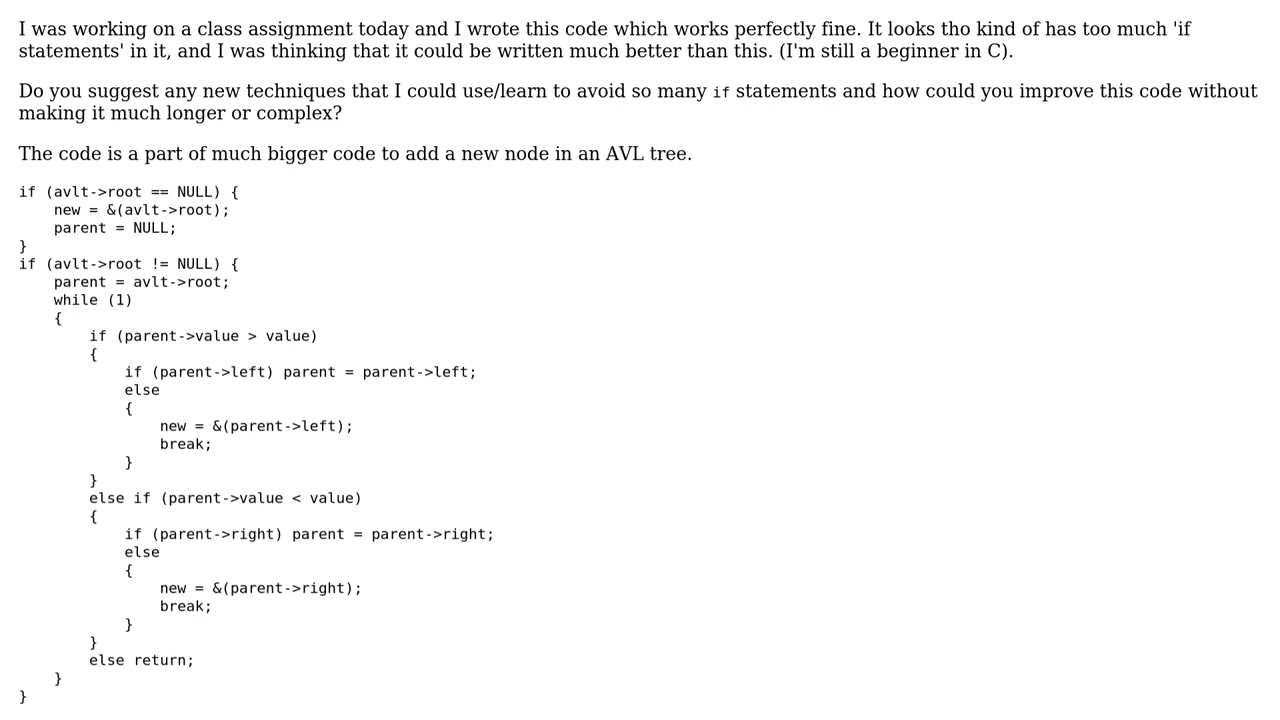 I was working on a class assignment today and I wrote this code which works perfectly fine. It looks tho kind of has too much 'if
statements' in it, and I was thinking that it could be written much better than this. (I'm still a beginner in C).
Do you suggest any new techniques that I could use/learn to avoid so many if statements and how could you improve this code without
making it much longer or complex?
The code is a part of much bigger code to add a new node in an AVL tree.
if (avlt->root == NULL) {
    new = &(avlt->root);
    parent = NULL;
}
if (avlt->root != NULL) {
    parent = avlt->root;
    while (1)
    {
        if (parent->value > value)
        {
            if (parent->left) parent = parent->left;
            else
            {
                new = &(parent->left);
                break;
            }
        }
        else if (parent->value < value)
        {
            if (parent->right) parent = parent->right;
            else
            {
                new = &(parent->right);
                break;
            }
        }
        else return;
    }
}